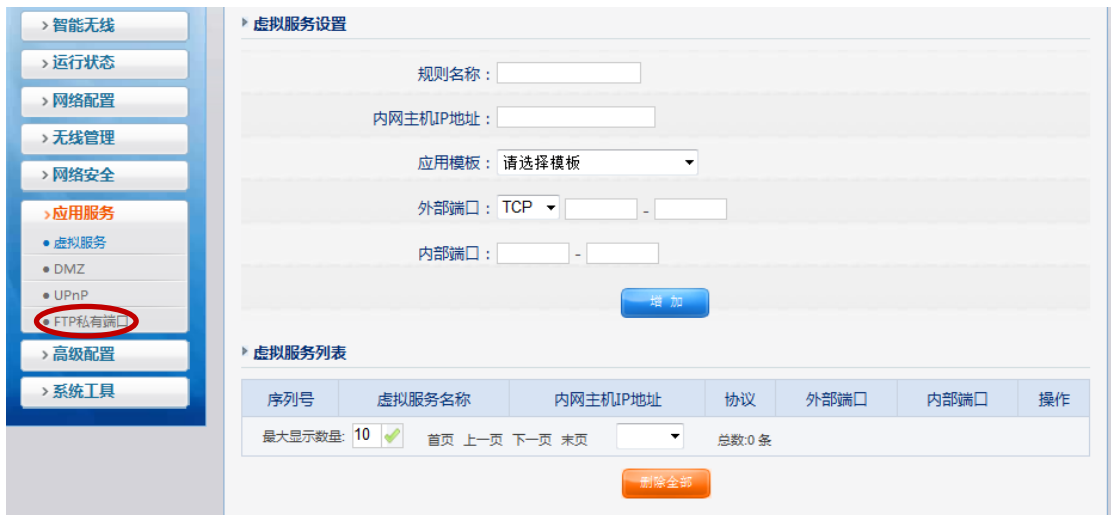 智能无线
运行状态
网络配置
无线管理
网络安全
应用服务
虚拟服务
DMZ
UPnP
FTP私有端口
高级配置
系统工具
虚拟服务设置
规则名称：
内网主机IP地址：
应用模板： 请选择模板
外部端口： TCP -
内部端口： -
增 加
虚拟服务列表
序列号 虚拟服务名称 内网主机IP地址 协议 外部端口 内部端口 操作
最大显示数量: 10 首页 上一页 下一页 末页 总数:0 条
删除全部